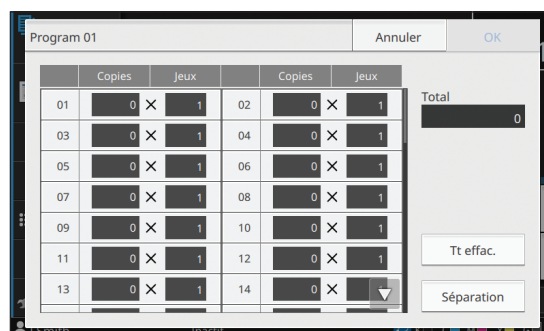 Program 01 Annuler OK
Copies Jeux Copies Jeux
Total
0
01 0 × 1 02 0 × 1
03 0 × 1 04 0 × 1
05 0 × 1 06 0 × 1
07 0 × 1 08 0 × 1
09 0 × 1 10 0 × 1
11 0 × 1 12 0 × 1
13 0 × 1 14 0 ×
Tt effac.
Séparation